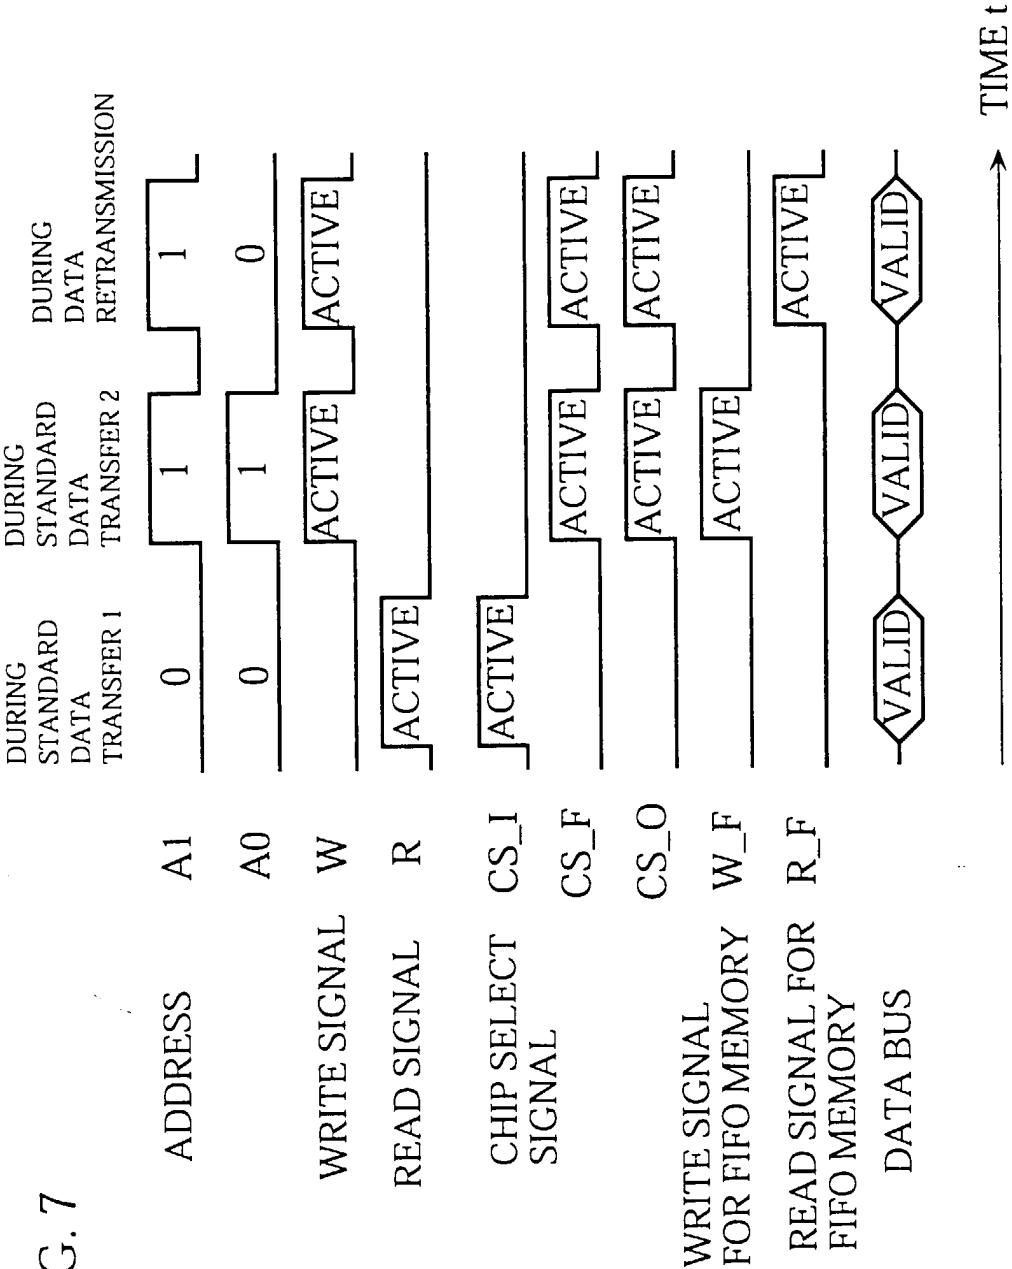 G. 7
DURING
STANDARD
DATA
TRANSFER 1
DURING
STANDARD
DATA
TRANSFER 2
DURING
DATA
RETRANSMISSION
ADDRESS A1 0 1 1
A0 0 1 0
WRITE SIGNAL W ACTIVE ACTIVE
READ SIGNAL R ACTIVE
CHIP SELECT
SIGNAL
CS_I ACTIVE
CS_F ACTIVE ACTIVE
CS_O ACTIVE ACTIVE
WRITE SIGNAL
FOR FIFO MEMORY
W_F ACTIVE
READ SIGNAL FOR
FIFO MEMORY
R_F ACTIVE
DATA BUS VALID VALID VALID
TIME t